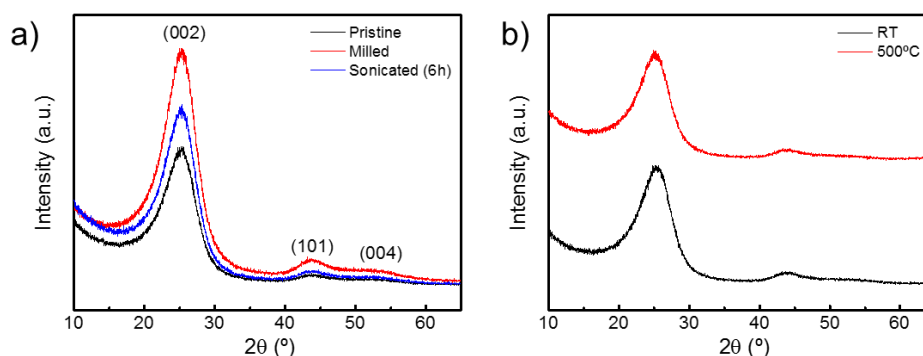 a)
(002)
Pristine
Milled
Sonicated (6h)
(101)
(004)
Intensity (a.u.)
10 20 30 40 50 60
2θ (º)
b)
RT
500ºC
Intensity (a.u.)
10 20 30 40 50 60
2θ (º)